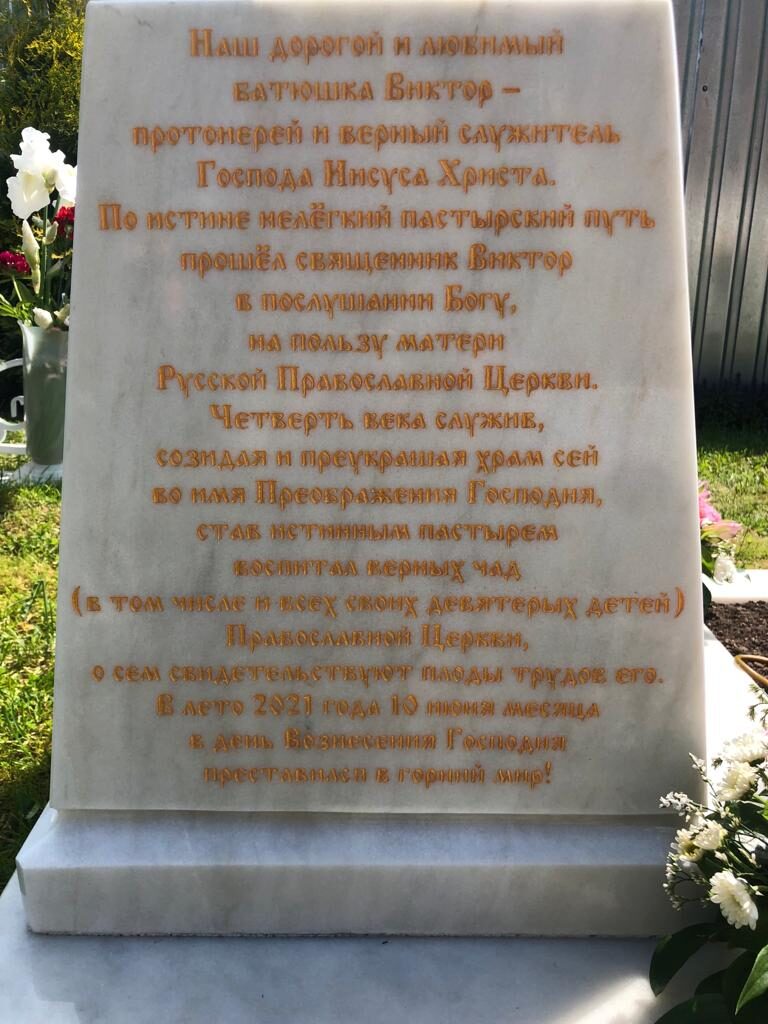 Наш дорогой и любимый
батюшка Виктор –
протоиерей и верный служитель
Господа Иисуса Христа.
По истине нелёгкий пастырский путь
прошёл священник Виктор
в послушании Богу,
на пользу матери
Русской Православной Церкви.
Четверть века служив,
созидая и преукрашая храм сей
во имя Преображения Господня,
став истинным пастырем
воспитал верных чад
(в том числе и всех своих девятерых детей)
Православной Церкви,
о сем свидетельствуют плоды трудов его.
В лето 2021 года 10 июня месяца
в день Вознесения Господня
преставился в горний мир!